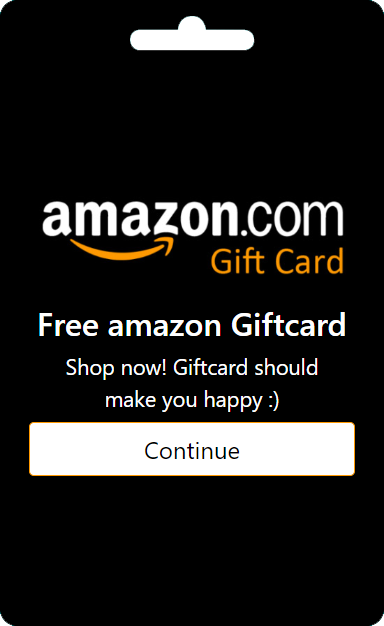 amazon.com
Gift Card
Free amazon Giftcard
Shop now! Giftcard should
make you happy :)
Continue